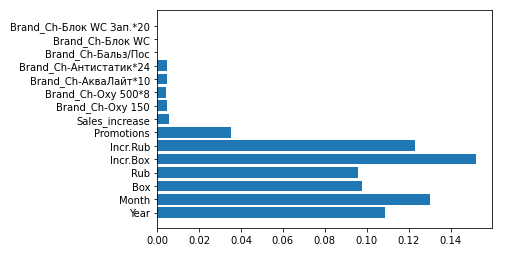 Brand_Ch-Блок WC Зап.*20
Brand_Ch-Блок WC
Brand_Ch-Бальз/Пос
Brand_Ch-Антистатик*24
Brand_Ch-АкваЛайт*10
Brand_Ch-Oxy 500*8
Brand_Ch-Oxy 150
Sales_increase
Promotions
Incr.Rub
Incr.Box
Rub
Box
Month
Year
0.00 0.02 0.04 0.06 0.08 0.10 0.12 0.14